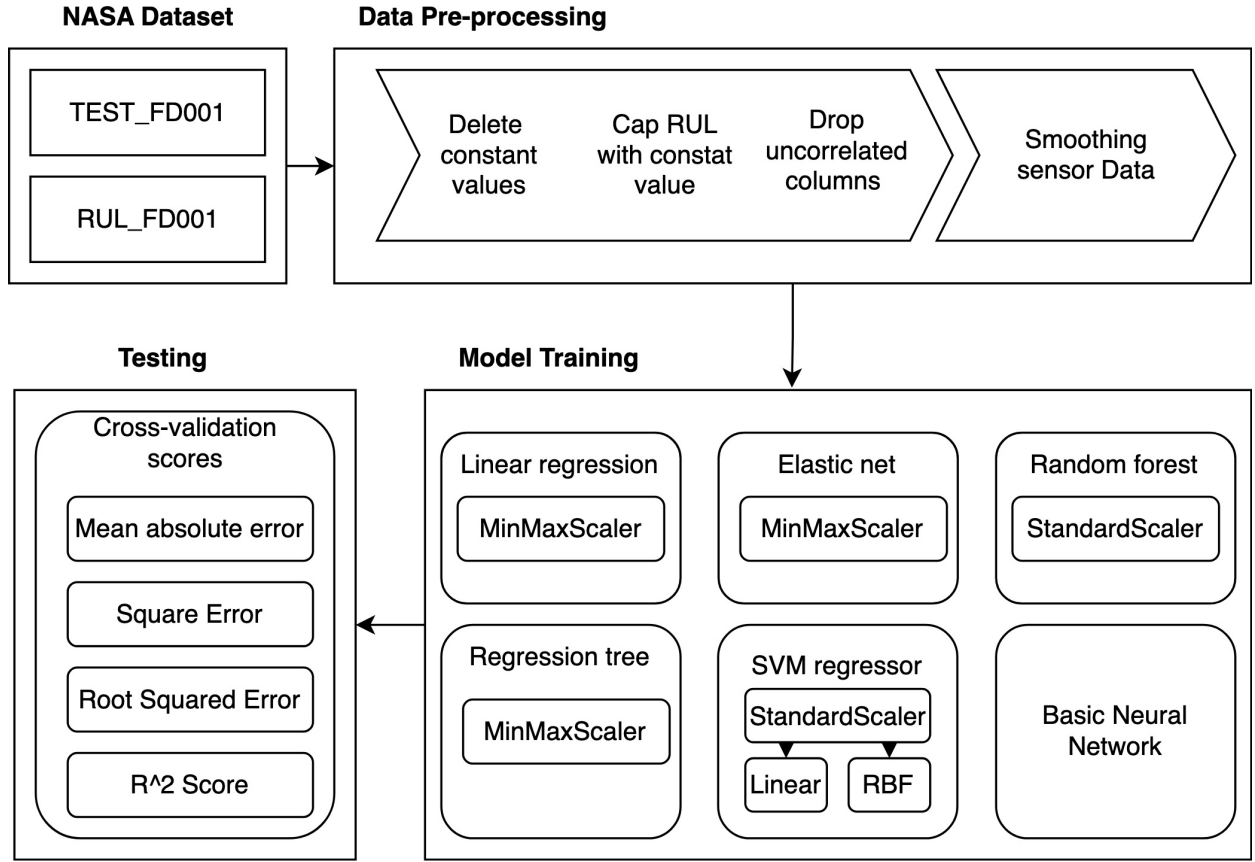 NASA Dataset
TEST_FD001
RUL_FD001
Data Pre-processing
Delete
constant
values
Cap RUL
with constat
value
Drop
uncorrelated
columns
Smoothing
sensor Data
Testing
Cross-validation
scores
Mean absolute error
Square Error
Root Squared Error
R^2 Score
Model Training
Linear regression
MinMaxScaler
Elastic net
MinMaxScaler
Random forest
StandardScaler
Regression tree
MinMaxScaler
SVM regressor
StandardScaler
Linear
RBF
Basic Neural
Network